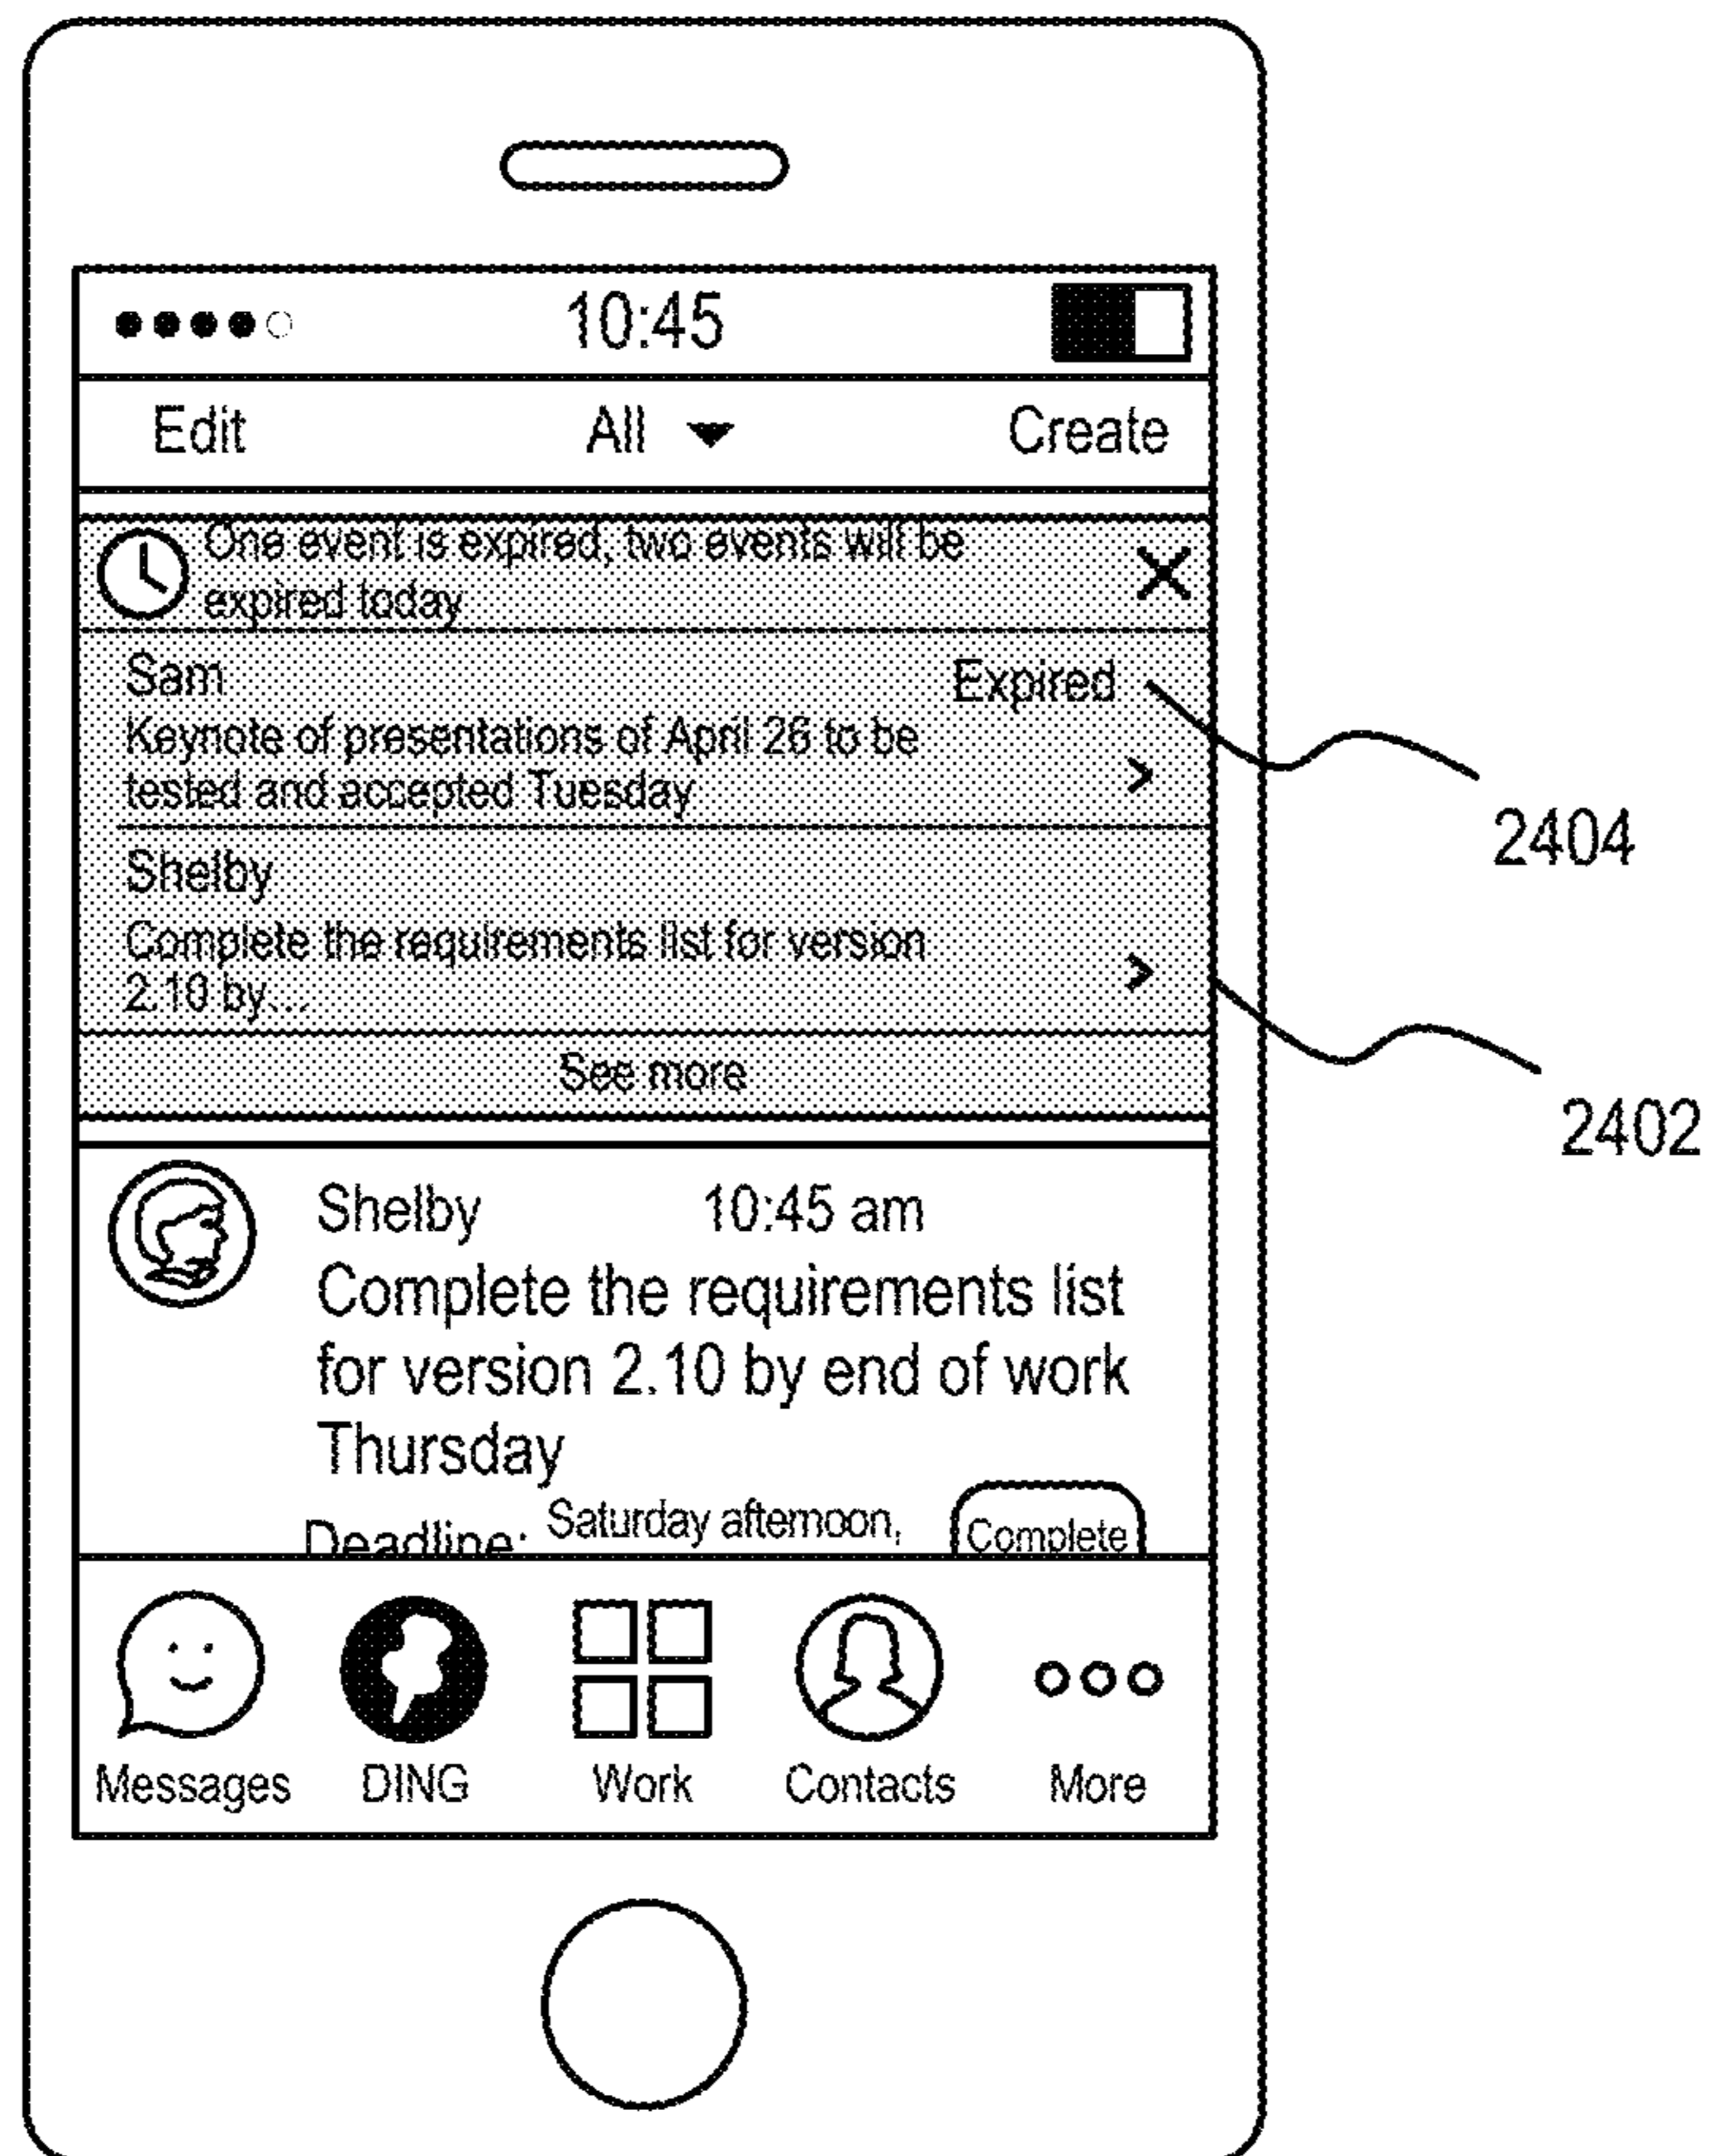 10:45
Edit All Create
One event is expired, two events will be
expired today
Sam Expired
Keynote of presentations of April 26 to be
tested and accepted Tuesday
2404
Shelby
Complete the requirements list for version
2.10 by...
2402
See more
Shelby 10:45 am
Complete the requirements list
for version 2.10 by end of work
Thursday
Deadline: Saturday afternoon, Complete
Messages DING Work Contacts More